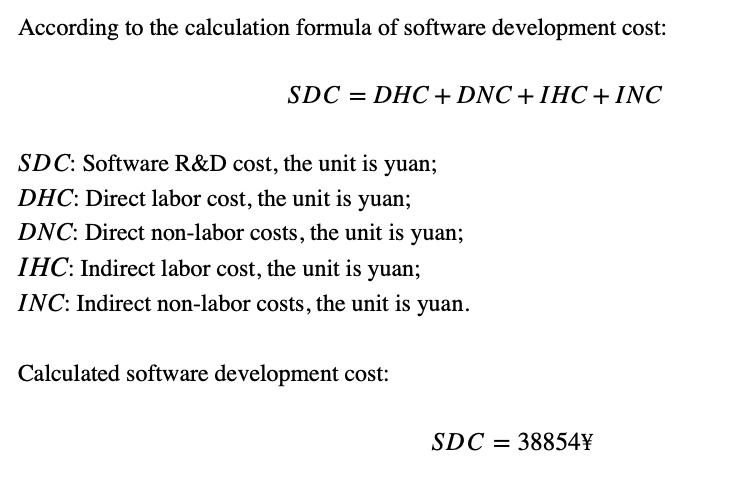 According to the calculation formula of software development cost:
SDC = DHC + DNC + IHC + INC
SDC: Software R&D cost, the unit is yuan;
DHC: Direct labor cost, the unit is yuan;
DNC: Direct non-labor costs, the unit is yuan;
IHC: Indirect labor cost, the unit is yuan;
INC: Indirect non-labor costs, the unit is yuan.
Calculated software development cost:
SDC = 38854¥